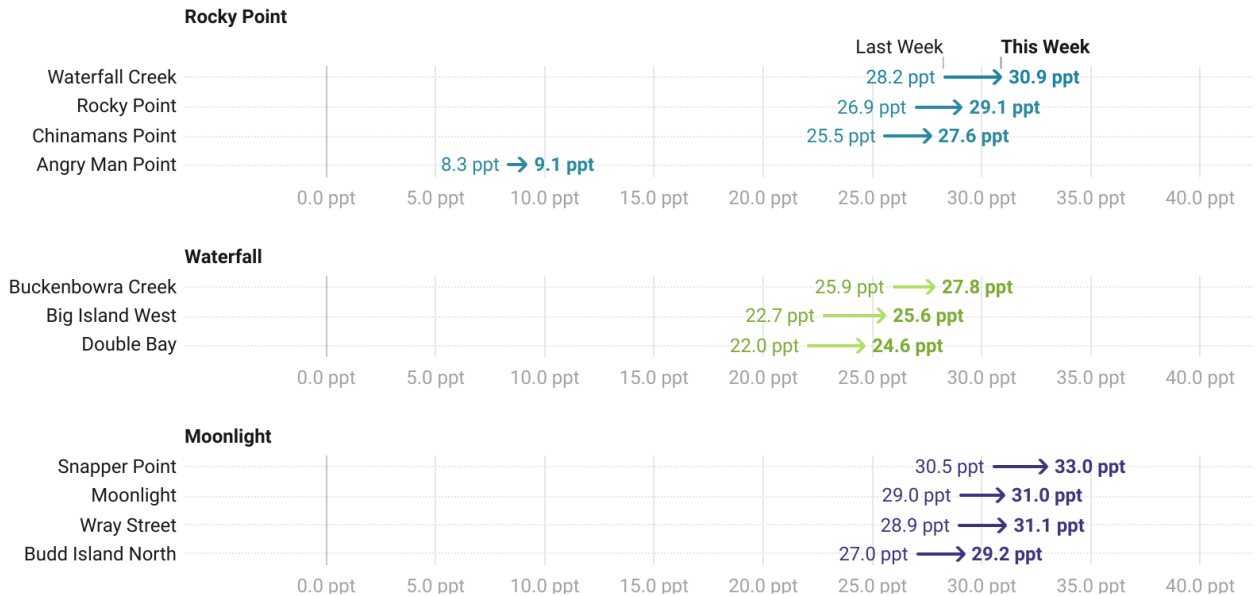 Rocky Point
Last Week This Week
Waterfall Creek 28.2 ppt 30.9 ppt
Rocky Point 26.9 ppt 29.1 ppt
Chinamans Point 25.5 ppt 27.6 ppt
Angry Man Point 8.3 ppt 9.1 ppt
0.0 ppt 5.0 ppt 10.0 ppt 15.0 ppt 20.0 ppt 25.0 ppt 30.0 ppt 35.0 ppt 40.0 ppt
Waterfall
Buckenbowra Creek 25.9 ppt 27.8 ppt
Big Island West 22.7 ppt 25.6 ppt
Double Bay 22.0 ppt 24.6 ppt
0.0 ppt 5.0 ppt 10.0 ppt 15.0 ppt 20.0 ppt 25.0 ppt 30.0 ppt 35.0 ppt 40.0 ppt
Moonlight
Snapper Point 30.5 ppt 33.0 ppt
Moonlight 29.0 ppt 31.0 ppt
Wray Street 28.9 ppt 31.1 ppt
Budd Island North 27.0 ppt 29.2 ppt
0.0 ppt 5.0 ppt 10.0 ppt 15.0 ppt 20.0 ppt 25.0 ppt 30.0 ppt 35.0 ppt 40.0 ppt